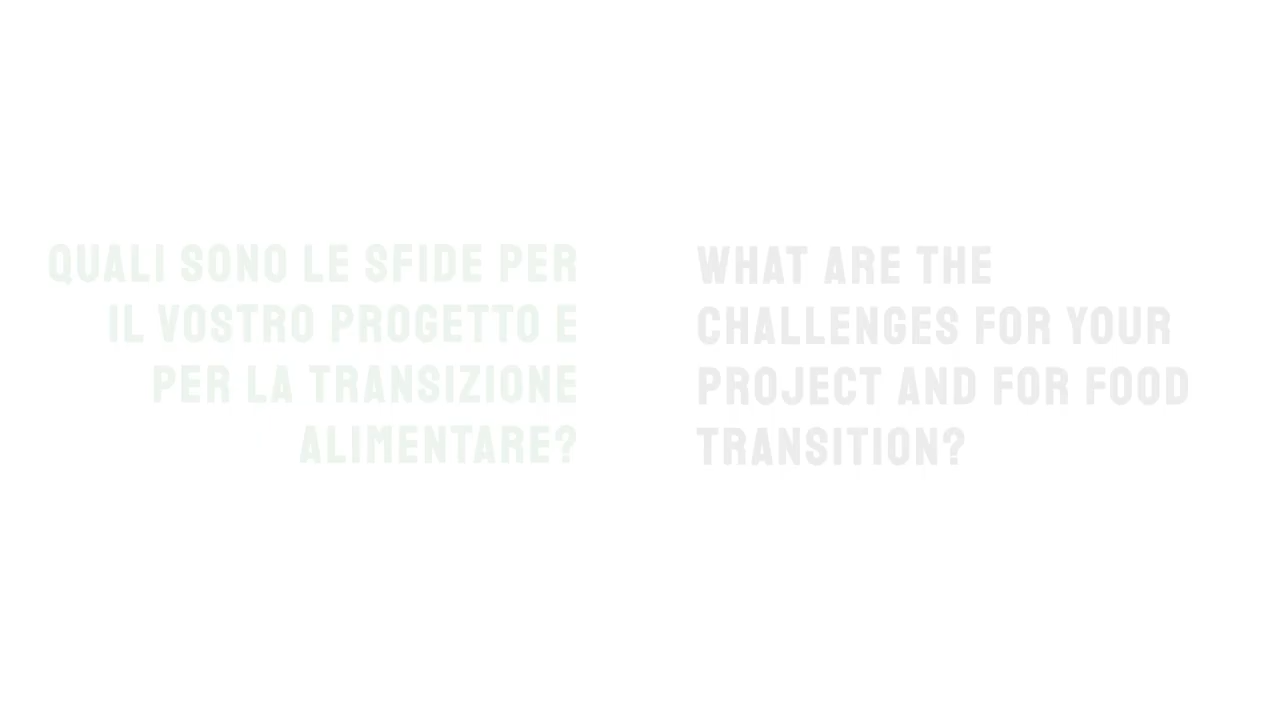 QUALI SONO LE SFIDE PER
IL VOSTRO PROGETTO E
PER LA TRANSIZIONE
ALIMENTARE?
WHAT ARE THE
CHALLENGES FOR YOUR
PROJECT AND FOR FOOD
TRANSITION?